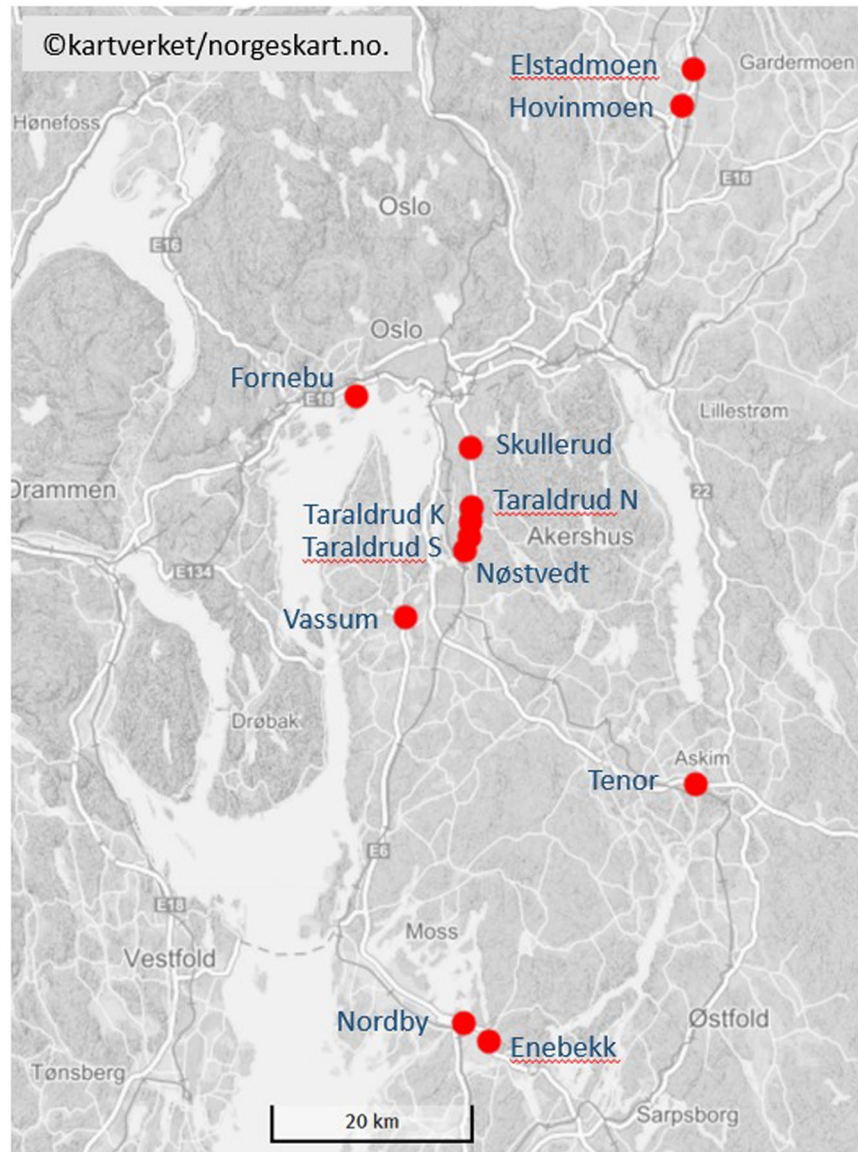 ©kartverket/norgeskart.no.
Elstadmoen
Gardermoen
Hovinmoen
Hønefoss
E16
Oslo
E16
Oslo
Fornebu
E18
Lillestrøm
Skullerud
Drammen
22
Taraldrud N
Taraldrud K
Akershus
Taraldrud S
E134
Nøstvedt
Vassum
Drøbak
Askim
Tenor
E6
E18
Moss
Vestfold
Nordby
Østfold
Enebekk
Tønsberg
20 km
Sarpsborg